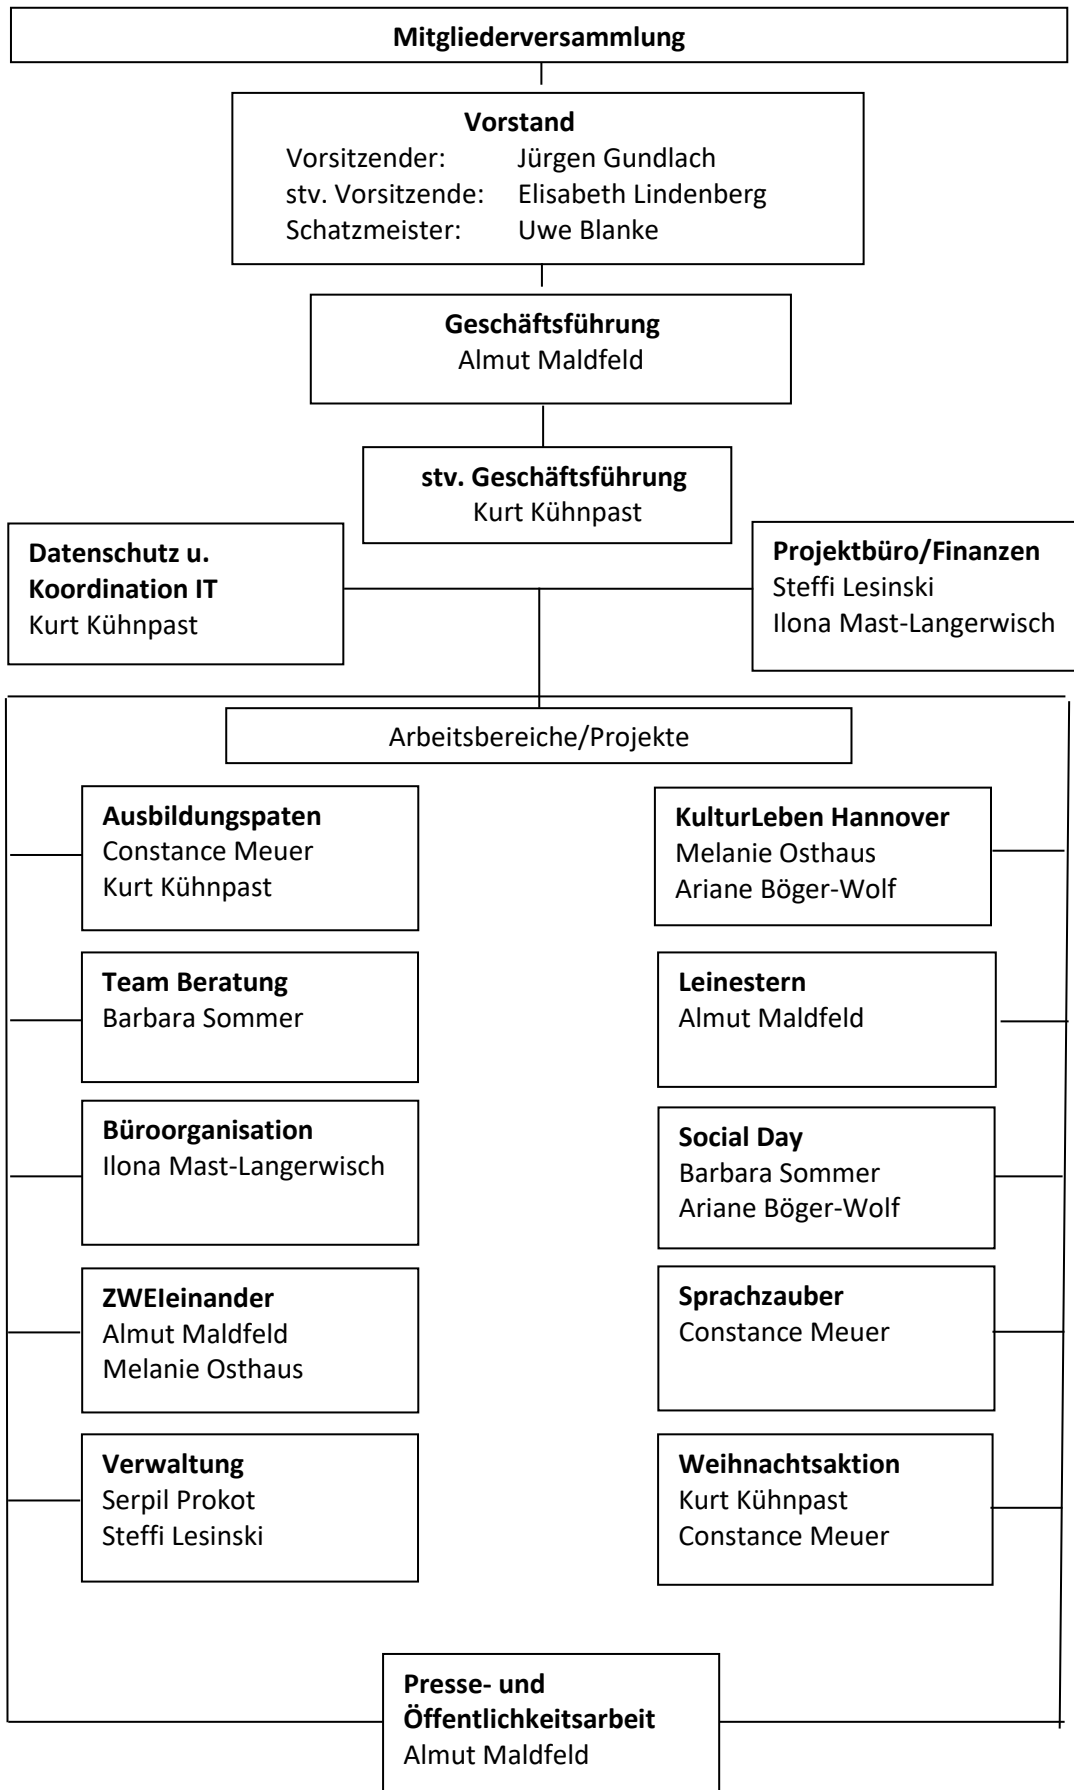 Mitgliederversammlung
Vorstand
Vorsitzender: Jürgen Gundlach
stv. Vorsitzende: Elisabeth Lindenberg
Schatzmeister: Uwe Blanke
Geschäftsführung
Almut Maldfeld
stv. Geschäftsführung
Kurt Kühnpast
Datenschutz u.
Koordination IT
Kurt Kühnpast
Projektbüro/Finanzen
Steffi Lesinski
Ilona Mast-Langerwisch
Arbeitsbereiche/Projekte
Ausbildungspaten
Constance Meuer
Kurt Kühnpast
KulturLeben Hannover
Melanie Osthaus
Ariane Böger-Wolf
Team Beratung
Barbara Sommer
Leinestern
Almut Maldfeld
Büroorganisation
Ilona Mast-Langerwisch
Social Day
Barbara Sommer
Ariane Böger-Wolf
ZWEIeinander
Almut Maldfeld
Melanie Osthaus
Sprachzauber
Constance Meuer
Verwaltung
Serpil Prokot
Steffi Lesinski
Weihnachtsaktion
Kurt Kühnpast
Constance Meuer
Presse- und
Öffentlichkeitsarbeit
Almut Maldfeld